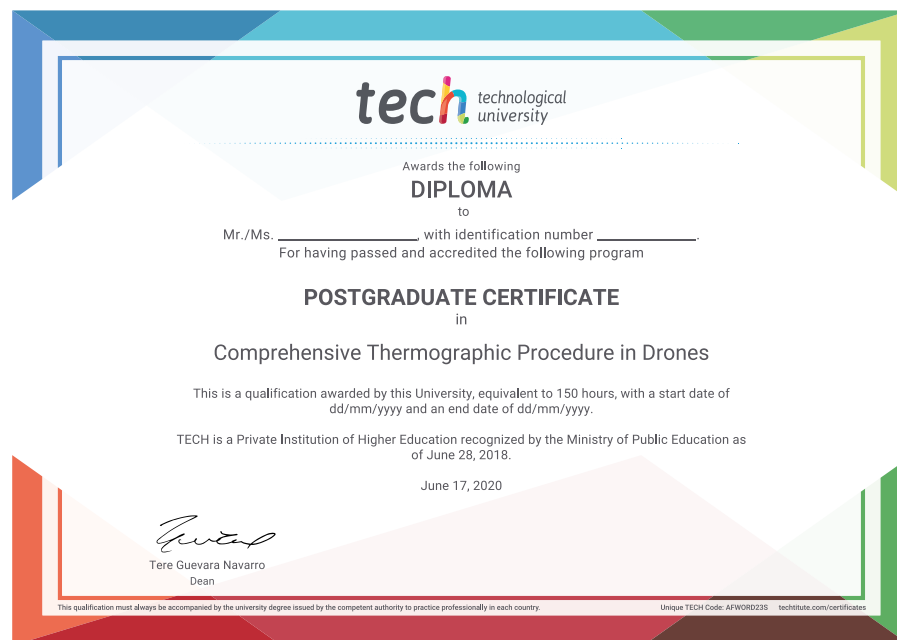 tech technological
university
Awards the following
DIPLOMA
to
Mr./Ms. ______________, with identification number __________.
For having passed and accredited the following program
POSTGRADUATE CERTIFICATE
in
Comprehensive Thermographic Procedure in Drones
This is a qualification awarded by this University, equivalent to 150 hours, with a start date of
dd/mm/yyyy and an end date of dd/mm/yyyy.
TECH is a Private Institution of Higher Education recognized by the Ministry of Public Education as
of June 28, 2018.
June 17, 2020
Tere Guevara Navarro
Dean
This qualification must always be accompanied by the university degree issued by the competent authority to practice professionally in each country.
Unique TECH Code: AFWORD23S techtitute.com/certificates